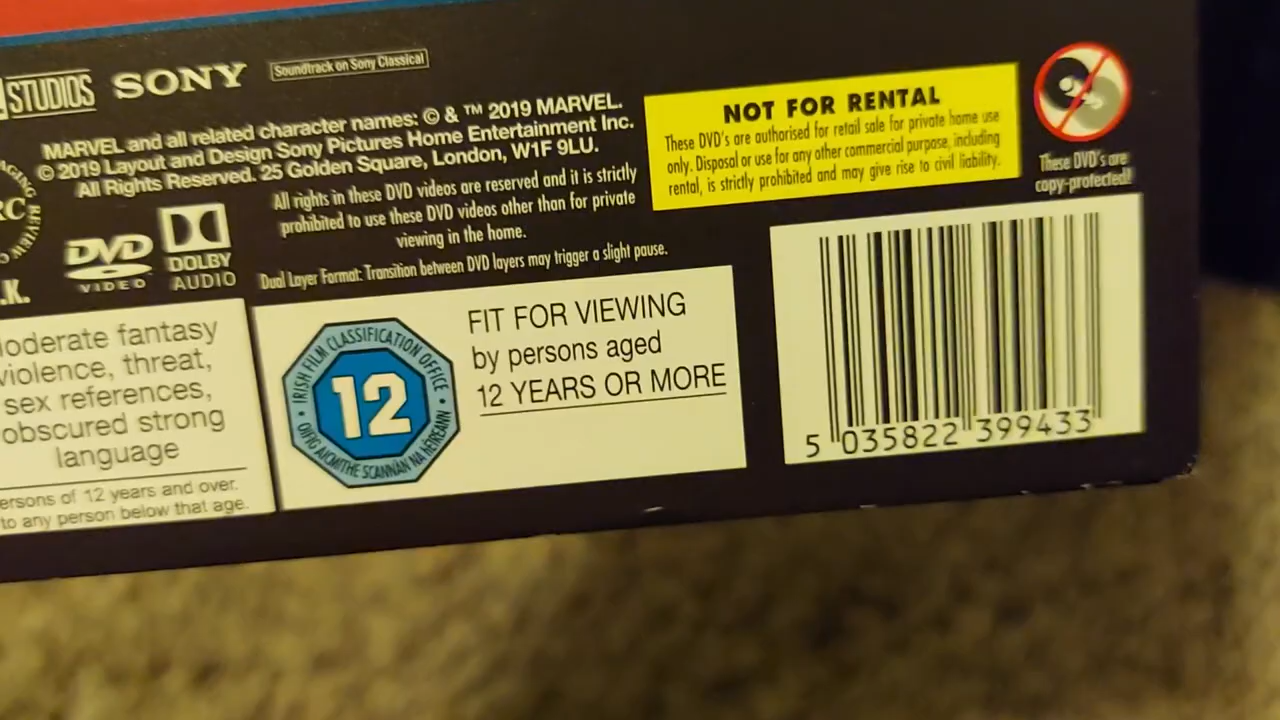 STUDIOS SONY Soundtrack on Sony Classical
MARVEL and all related character names: © & ™ 2019 MARVEL.
© 2019 Layout and Design Sony Pictures Home Entertainment Inc.
All Rights Reserved. 25 Golden Square, London, W1F 9LU.
All rights in these DVD videos are reserved and it is strictly
prohibited to use these DVD videos other than for private
viewing in the home.
Dual Layer Format: Transition between DVD layers may trigger a slight pause.
DVD
VIDEO
DOLBY
AUDIO
.K.
NOT FOR RENTAL
These DVD's are authorised for retail sale for private home use
only. Disposal or use for any other commercial purpose, including
rental, is strictly prohibited and may give rise to civil liability.
These DVD's are
copy-protected!
oderate fantasy
violence, threat,
sex references,
obscured strong
language
ersons of 12 years and over.
to any person below that age.
IRISH FILM CLASSIFICATION OFFICE
12
OIFIG AICMITHE SCANNÁN NA HÉIREANN
FIT FOR VIEWING
by persons aged
12 YEARS OR MORE
5 035822 399433